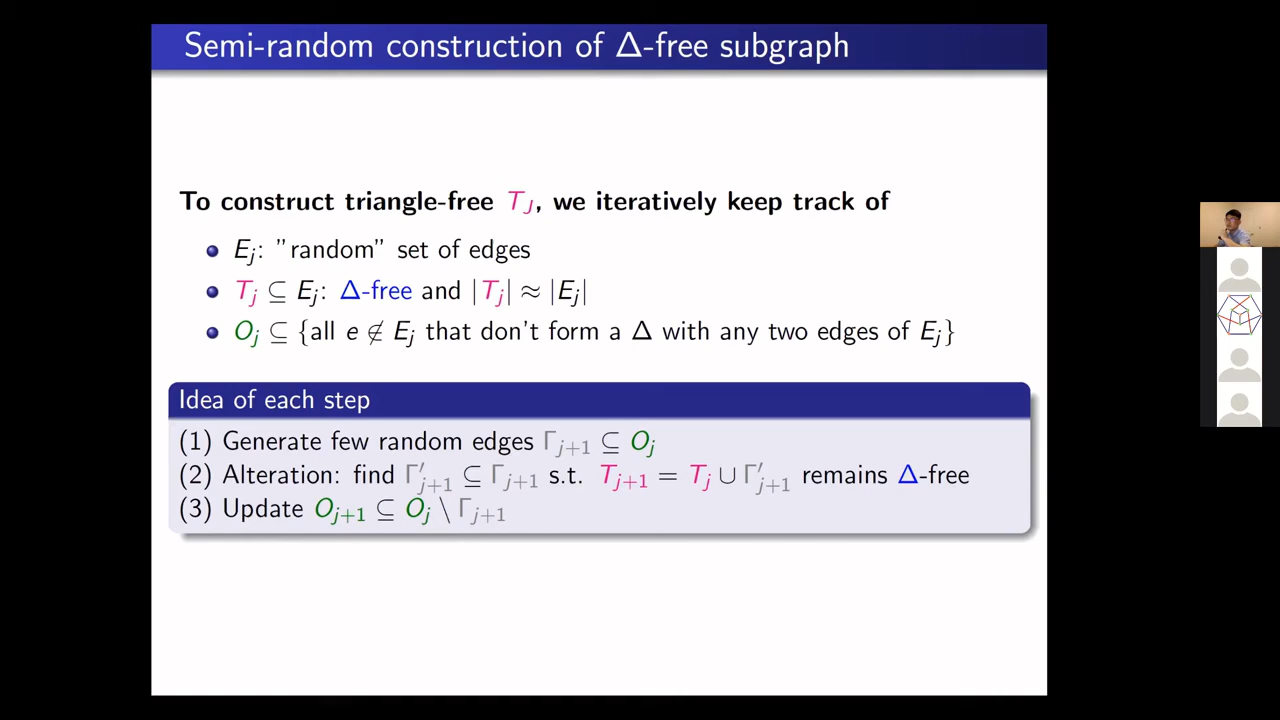 Semi-random construction of Δ-free subgraph
To construct triangle-free T_J, we iteratively keep track of
E_j: "random" set of edges
T_j ⊆ E_j: Δ-free and |T_j| ≈ |E_j|
O_j ⊆ {all e ⊄ E_j that don't form a Δ with any two edges of E_j}
Idea of each step
(1) Generate few random edges Γ_{j+1} ⊆ O_j
(2) Alteration: find Γ'_{j+1} ⊆ Γ_{j+1} s.t. T_{j+1} = T_j ∪ Γ'_{j+1} remains Δ-free
(3) Update O_{j+1} ⊆ O_j \ Γ_{j+1}